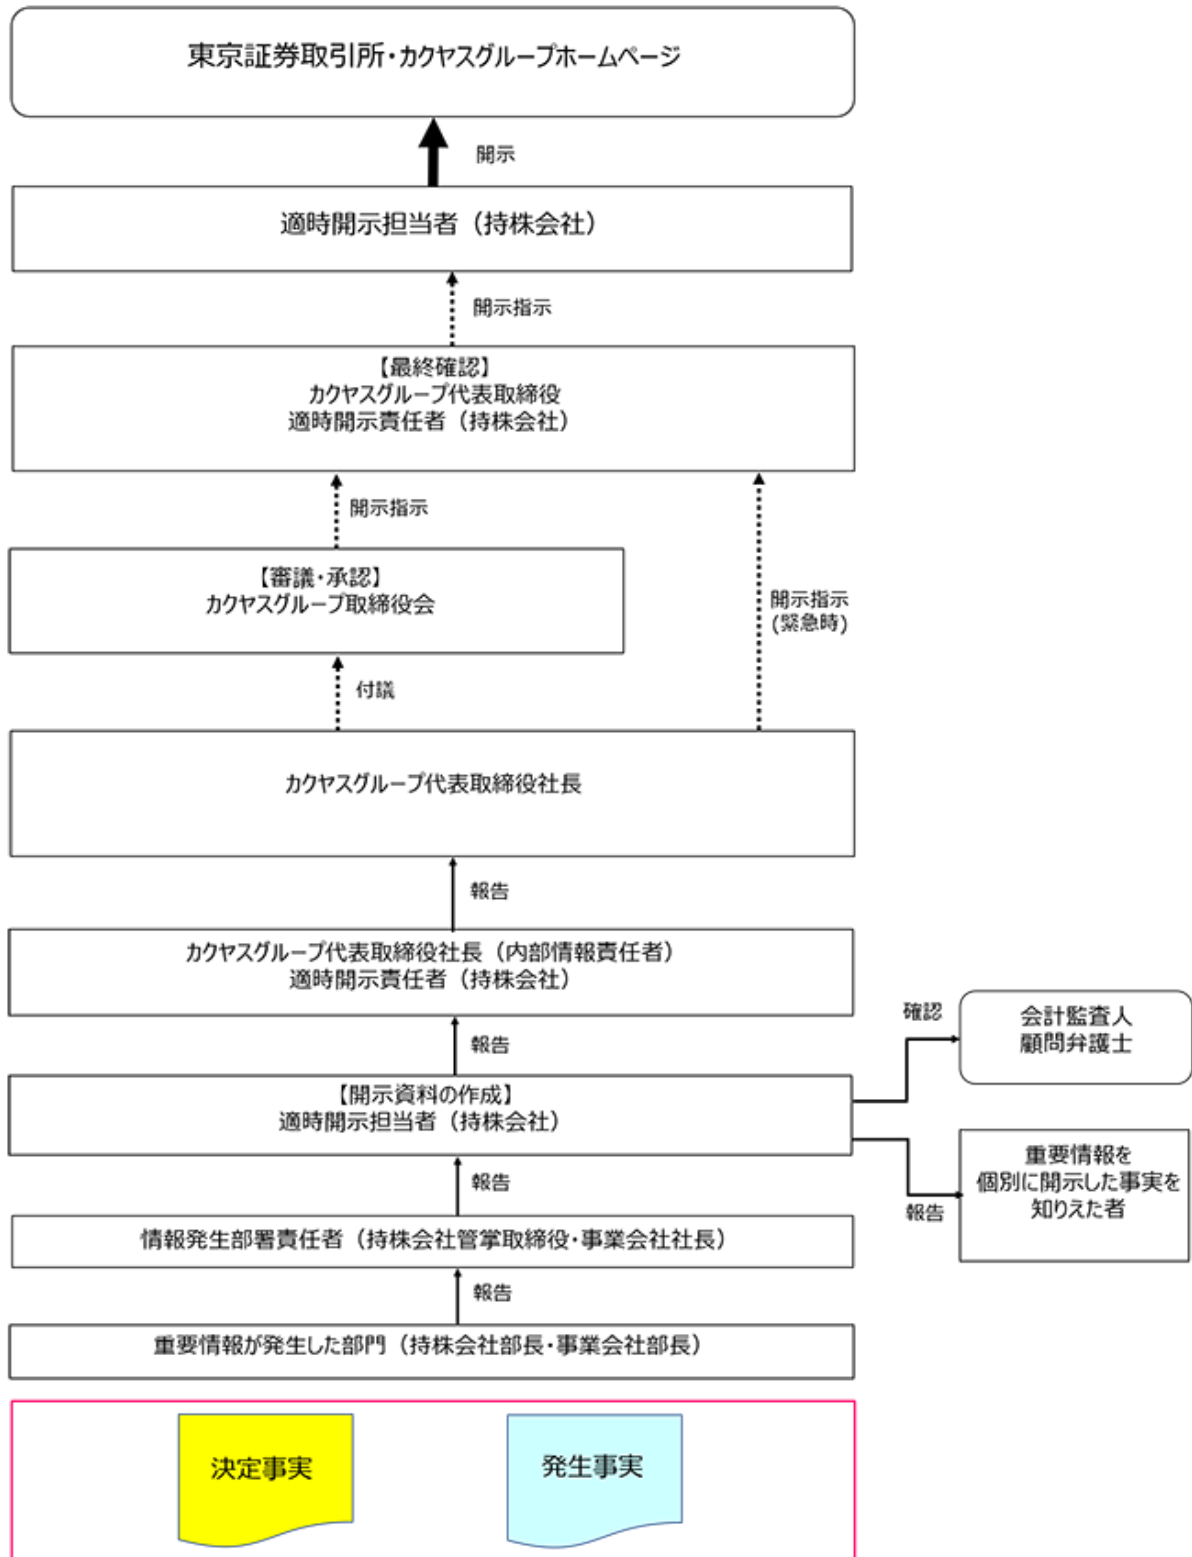 東京証券取引所・カクヤスグループホームページ
開示
適時開示担当者（持株会社）
開示指示
【最終確認】
カクヤスグループ代表取締役
適時開示責任者（持株会社）
開示指示
【審議・承認】
カクヤスグループ取締役会
開示指示
(緊急時)
付議
カクヤスグループ代表取締役社長
報告
カクヤスグループ代表取締役社長（内部情報責任者）
適時開示責任者（持株会社）
確認
会計監査人
顧問弁護士
報告
【開示資料の作成】
適時開示担当者（持株会社）
重要情報を
個別に開示した事実を
知りえた者
報告
報告
情報発生部署責任者（持株会社管掌取締役・事業会社社長）
報告
重要情報が発生した部門（持株会社部長・事業会社部長）
決定事実
発生事実